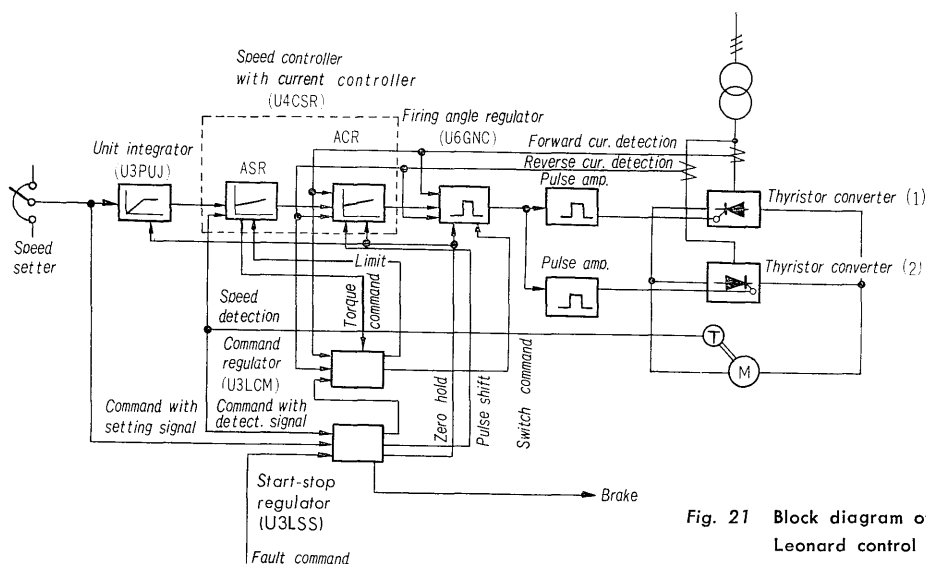 Speed controller
with current controller
(U4CSR)
Firing angle regulator
(U6GNC)
Forward cur. detection
Reverse cur. detection
Unit integrator
(U3PUJ)
ASR
ACR
Pulse amp.
Thyristor converter (1)
Speed
setter
Limit
Pulse amp.
Thyristor converter (2)
Speed
detection
Torque
command
T
M
Command
regulator
(U3LCM)
Command with
setting signal
Command with
detect. signal
Zero hold
Pulse shift
Switch command
Start-stop
regulator
(U3LSS)
Brake
Fault command
Fig. 21 Block diagram o
Leonard control